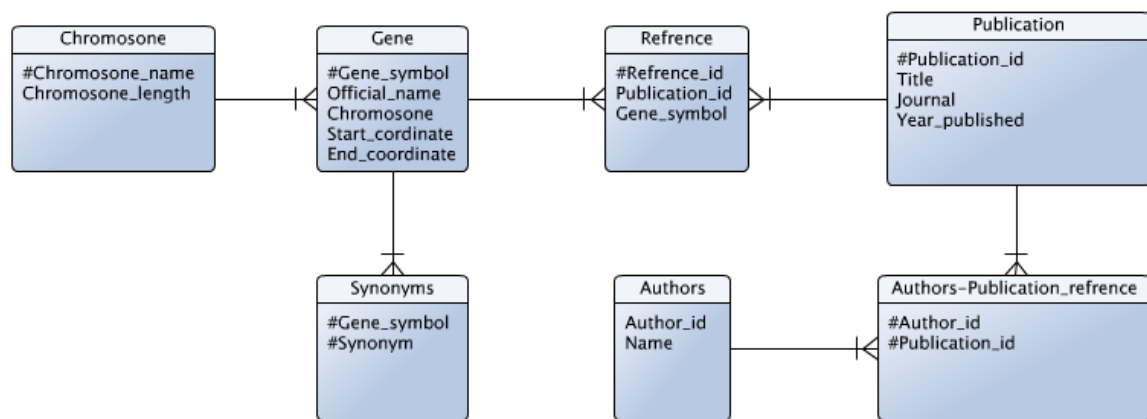 Chromosone
#Chromosone_name
Chromosone_length
Gene
#Gene_symbol
Official_name
Chromosone
Start_cordinate
End_coordinate
Refrence
#Refrence_id
Publication_id
Gene_symbol
Publication
#Publication_id
Title
Journal
Year_published
Synonyms
#Gene_symbol
#Synonym
Authors
Author_id
Name
Authors-Publication_refrence
#Author_id
#Publication_id